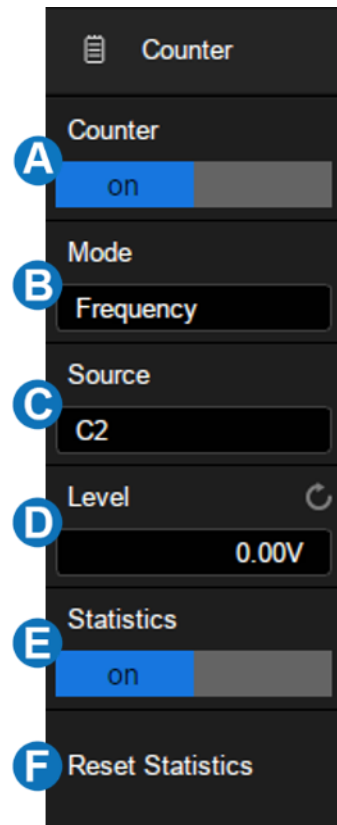 Counter
Counter
A
on
Mode
B
Frequency
Source
C
C2
Level
D
0.00V
Statistics
E
on
F Reset Statistics